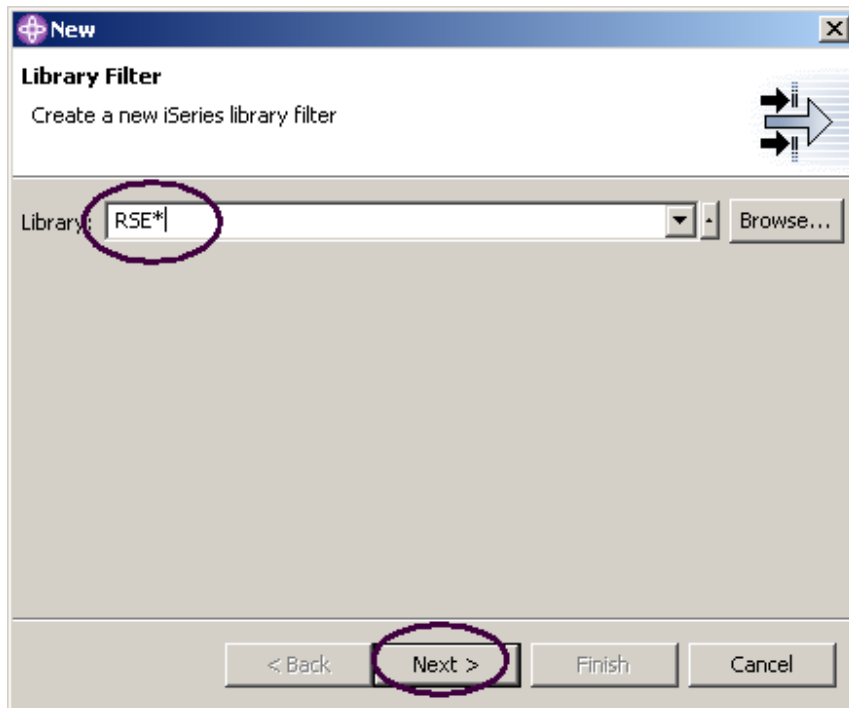 New
Library Filter
Create a new iSeries library filter
Library: RSE* Browse...
< Back Next > Finish Cancel